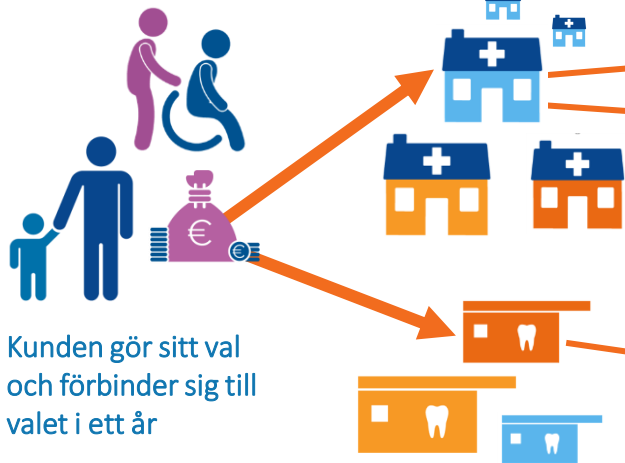 €
€
Kunden gör sitt val
och förbinder sig till
valet i ett år